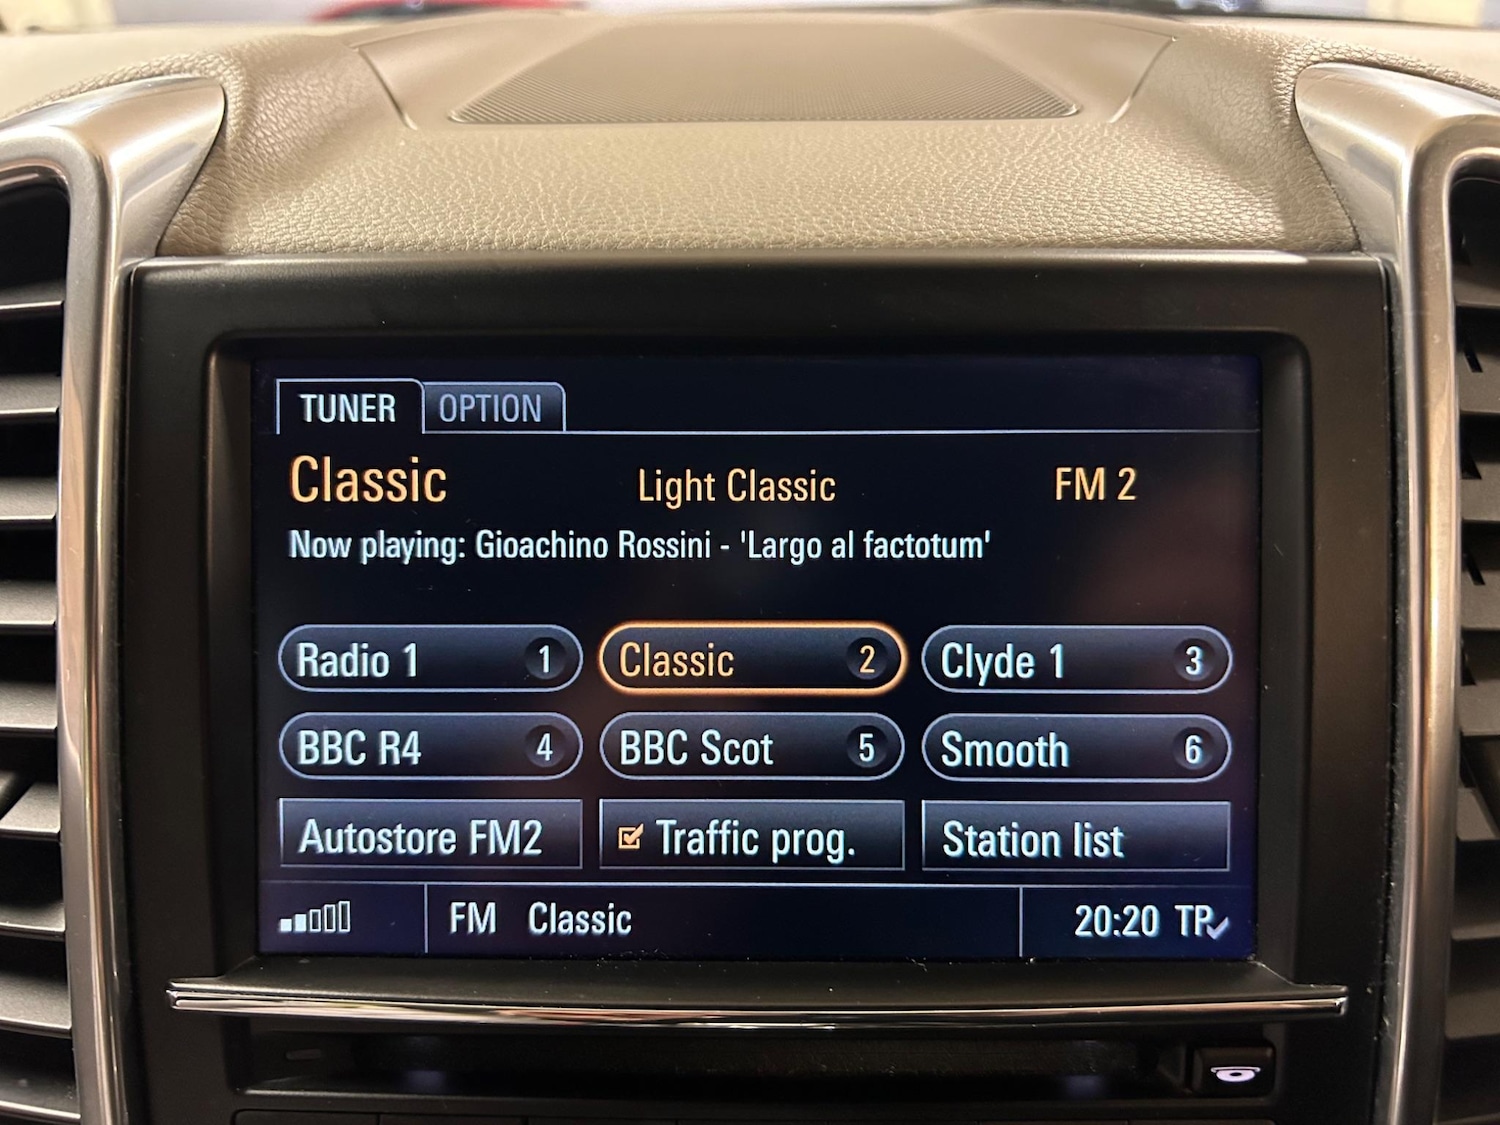 TUNER OPTION
Classic Light Classic FM 2
Now playing: Gioachino Rossini - 'Largo al factotum'
Radio 1 1 Classic 2 Clyde 1 3
BBC R4 4 BBC Scot 5 Smooth 6
Autostore FM2 Traffic prog. Station list
FM Classic 20:20 TP